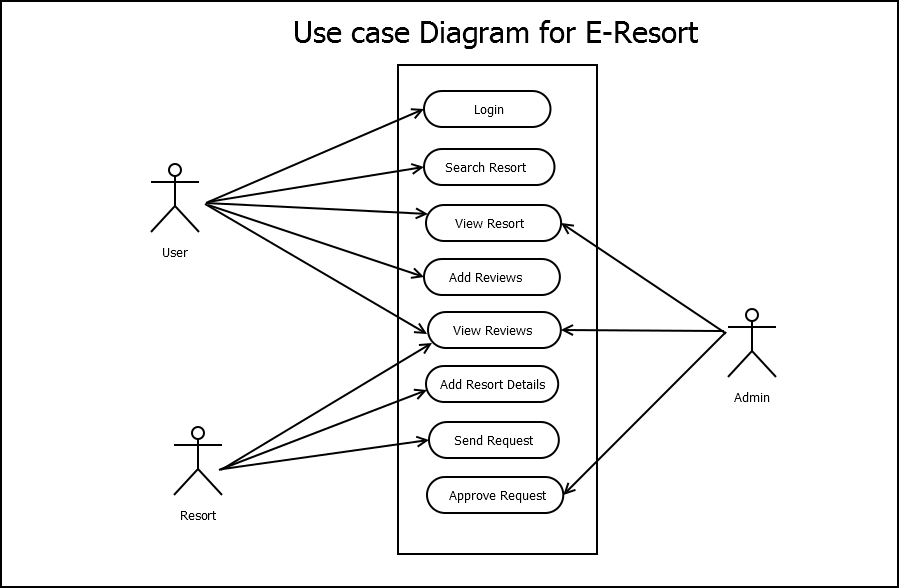 Use case Diagram for E-Resort
Login
Search Resort
View Resort
Add Reviews
View Reviews
Add Resort Details
Send Request
Approve Request
User
Resort
Admin